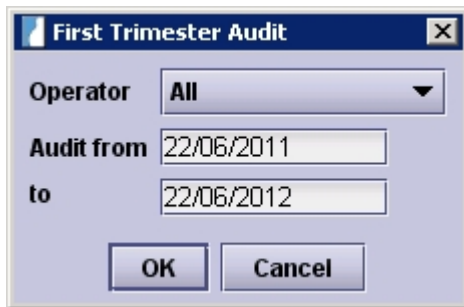 First Trimester Audit
Operator All
Audit from 22/06/2011
to 22/06/2012
OK Cancel